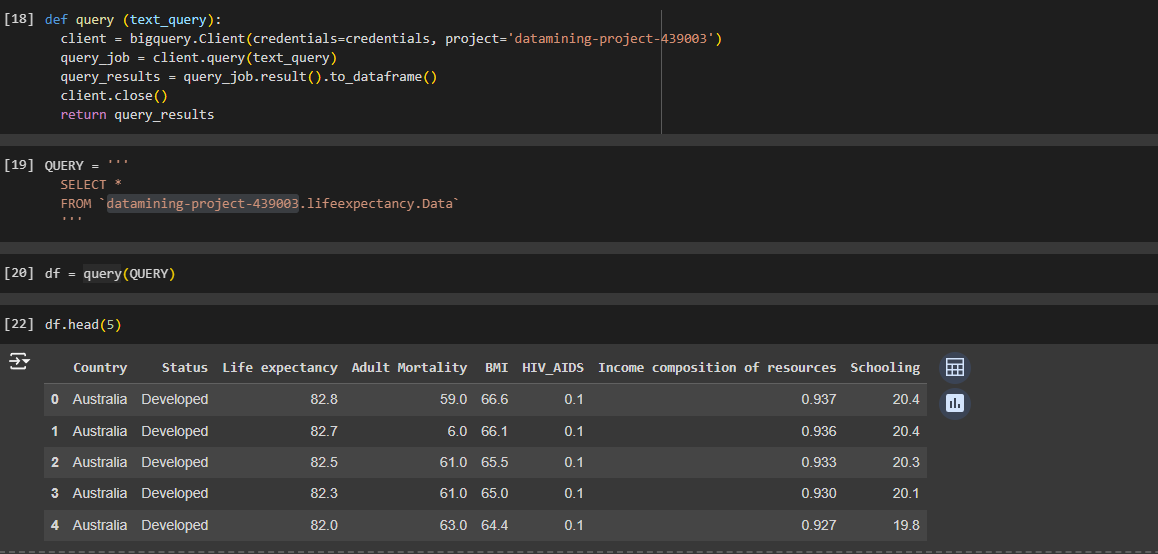 [18] def query (text_query):
client = bigquery.Client(credentials=credentials, project='datamining-project-439003')
query_job = client.query(text_query)
query_results = query_job.result().to_dataframe()
client.close()
return query_results
[19] QUERY = '''
SELECT *
FROM `datamining-project-439003.lifeexpectancy.Data`
'''
[20] df = query(QUERY)
[22] df.head(5)
Country Status Life expectancy Adult Mortality BMI HIV_AIDS Income composition of resources Schooling
0 Australia Developed 82.8 59.0 66.6 0.1 0.937 20.4
1 Australia Developed 82.7 6.0 66.1 0.1 0.936 20.4
2 Australia Developed 82.5 61.0 65.5 0.1 0.933 20.3
3 Australia Developed 82.3 61.0 65.0 0.1 0.930 20.1
4 Australia Developed 82.0 63.0 64.4 0.1 0.927 19.8